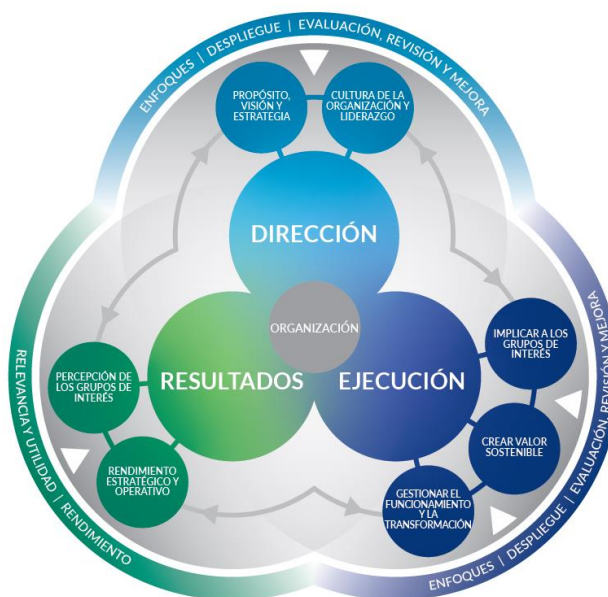 ENFOQUES | DESPLIEGUE | EVALUACIÓN, REVISIÓN Y MEJORA
PROPÓSITO,
VISIÓN Y
ESTRATEGIA
CULTURA DE LA
ORGANIZACIÓN Y
LIDERAZGO
DIRECCIÓN
ORGANIZACIÓN
RESULTADOS
EJECUCIÓN
PERCEPCIÓN DE
LOS GRUPOS DE
INTERÉS
RENDIMIENTO
ESTRATÉGICO Y
OPERATIVO
IMPLICAR A LOS
GRUPOS DE
INTERÉS
CREAR VALOR
SOSTENIBLE
GESTIONAR EL
FUNCIONAMIENTO
Y LA
TRANSFORMACIÓN
RELEVANCIA Y UTILIDAD | RENDIMIENTO
ENFOQUES | DESPLIEGUE | EVALUACIÓN, REVISIÓN Y MEJORA